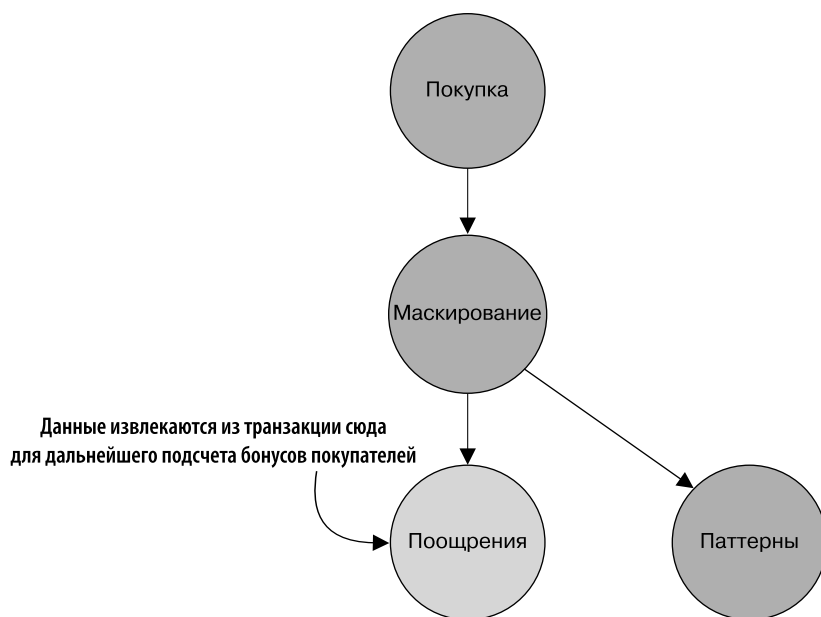 Покупка
Маскирование
Данные извлекаются из транзакции сюда
для дальнейшего подсчета бонусов покупателей
Поощрения
Паттерны